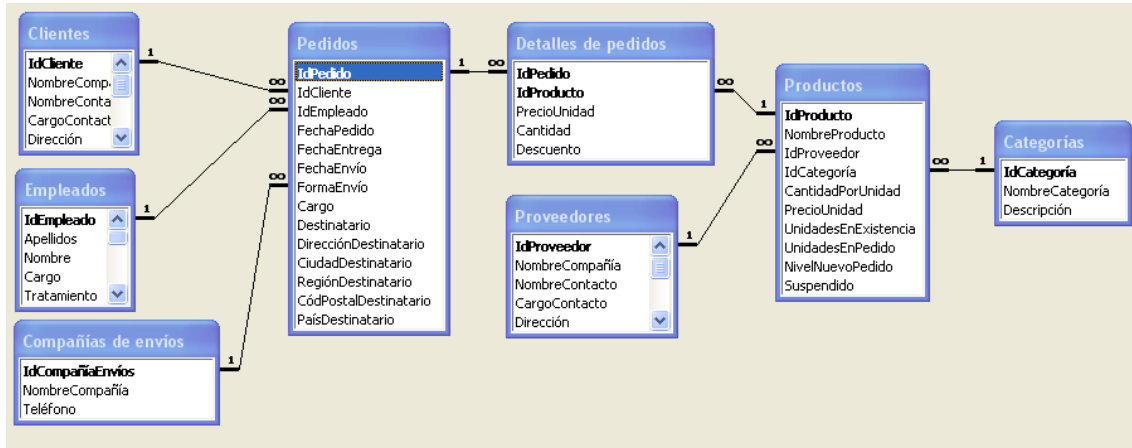 Clientes
IdCliente
NombreComp
NombreConta
CargoContact
Dirección
Empleados
IdEmpleado
Apellidos
Nombre
Cargo
Tratamiento
Compañías de envíos
IdCompañíaEnvíos
NombreCompañía
Teléfono
1
1
1
Pedidos
IdPedido
IdCliente
IdEmpleado
FechaPedido
FechaEntrega
FechaEnvío
FormaEnvío
Cargo
Destinatario
DirecciónDestinatario
CiudadDestinatario
RegiónDestinatario
CódPostalDestinatario
PaísDestinatario
∞
∞
∞
1
∞
Detalles de pedidos
IdPedido
IdProducto
PrecioUnidad
Cantidad
Descuento
∞
1
Proveedores
IdProveedor
NombreCompañía
NombreContacto
CargoContacto
Dirección
1
∞
Productos
IdProducto
NombreProducto
IdProveedor
IdCategoría
CantidadPorUnidad
PrecioUnidad
UnidadesEnExistencia
UnidadesEnPedido
NivelNuevoPedido
Suspendido
∞
1
Categorías
IdCategoría
NombreCategoría
Descripción